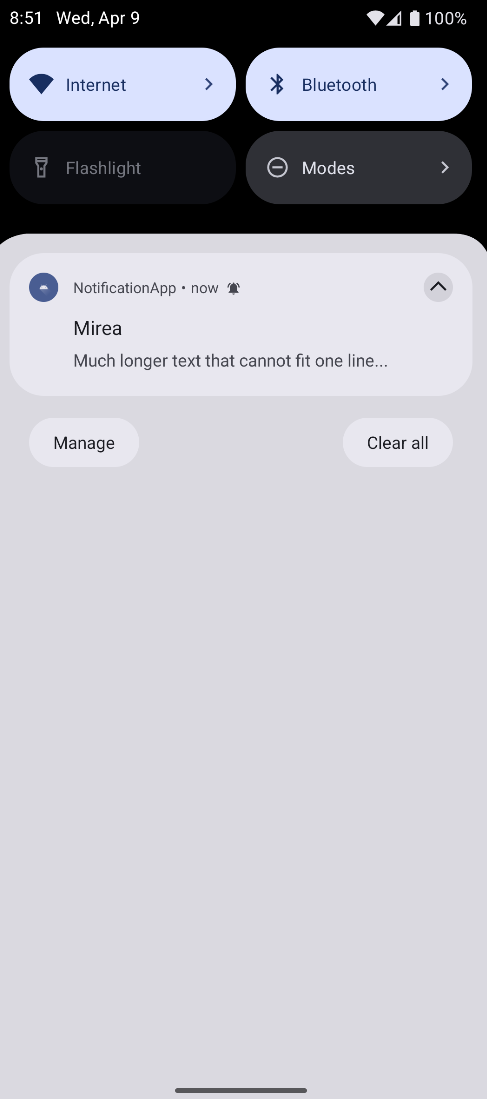 8:51 Wed, Apr 9 100%
Internet Bluetooth
Flashlight Modes
NotificationApp • now
Mirea
Much longer text that cannot fit one line...
Manage Clear all